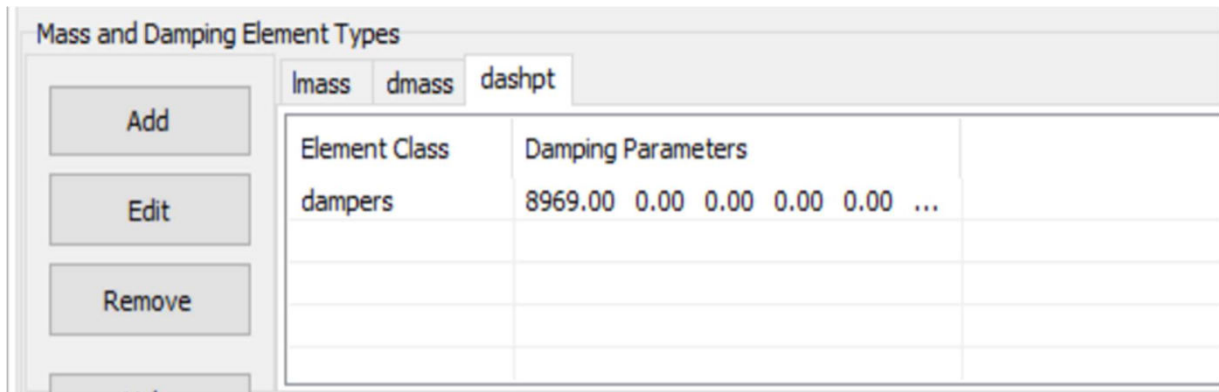 Mass and Damping Element Types
lmass dmass dashpt
Add
Element Class Damping Parameters
Edit
dampers 8969.00 0.00 0.00 0.00 0.00 ...
Remove